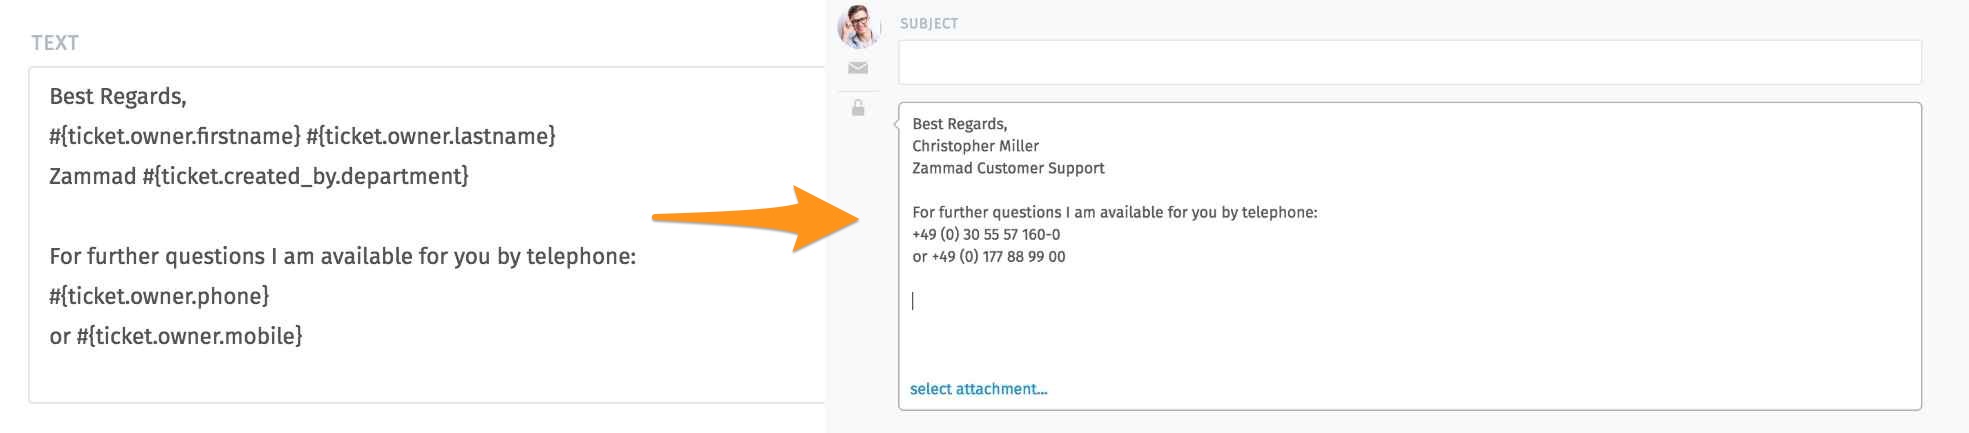 TEXT
Best Regards,
#{ticket.owner.firstname} #{ticket.owner.lastname}
Zammad #{ticket.created_by.department}
For further questions I am available for you by telephone:
#{ticket.owner.phone}
or #{ticket.owner.mobile}
SUBJECT
Best Regards,
Christopher Miller
Zammad Customer Support
For further questions I am available for you by telephone:
+49 (0) 30 55 57 160-0
or +49 (0) 177 88 99 00
select attachment...